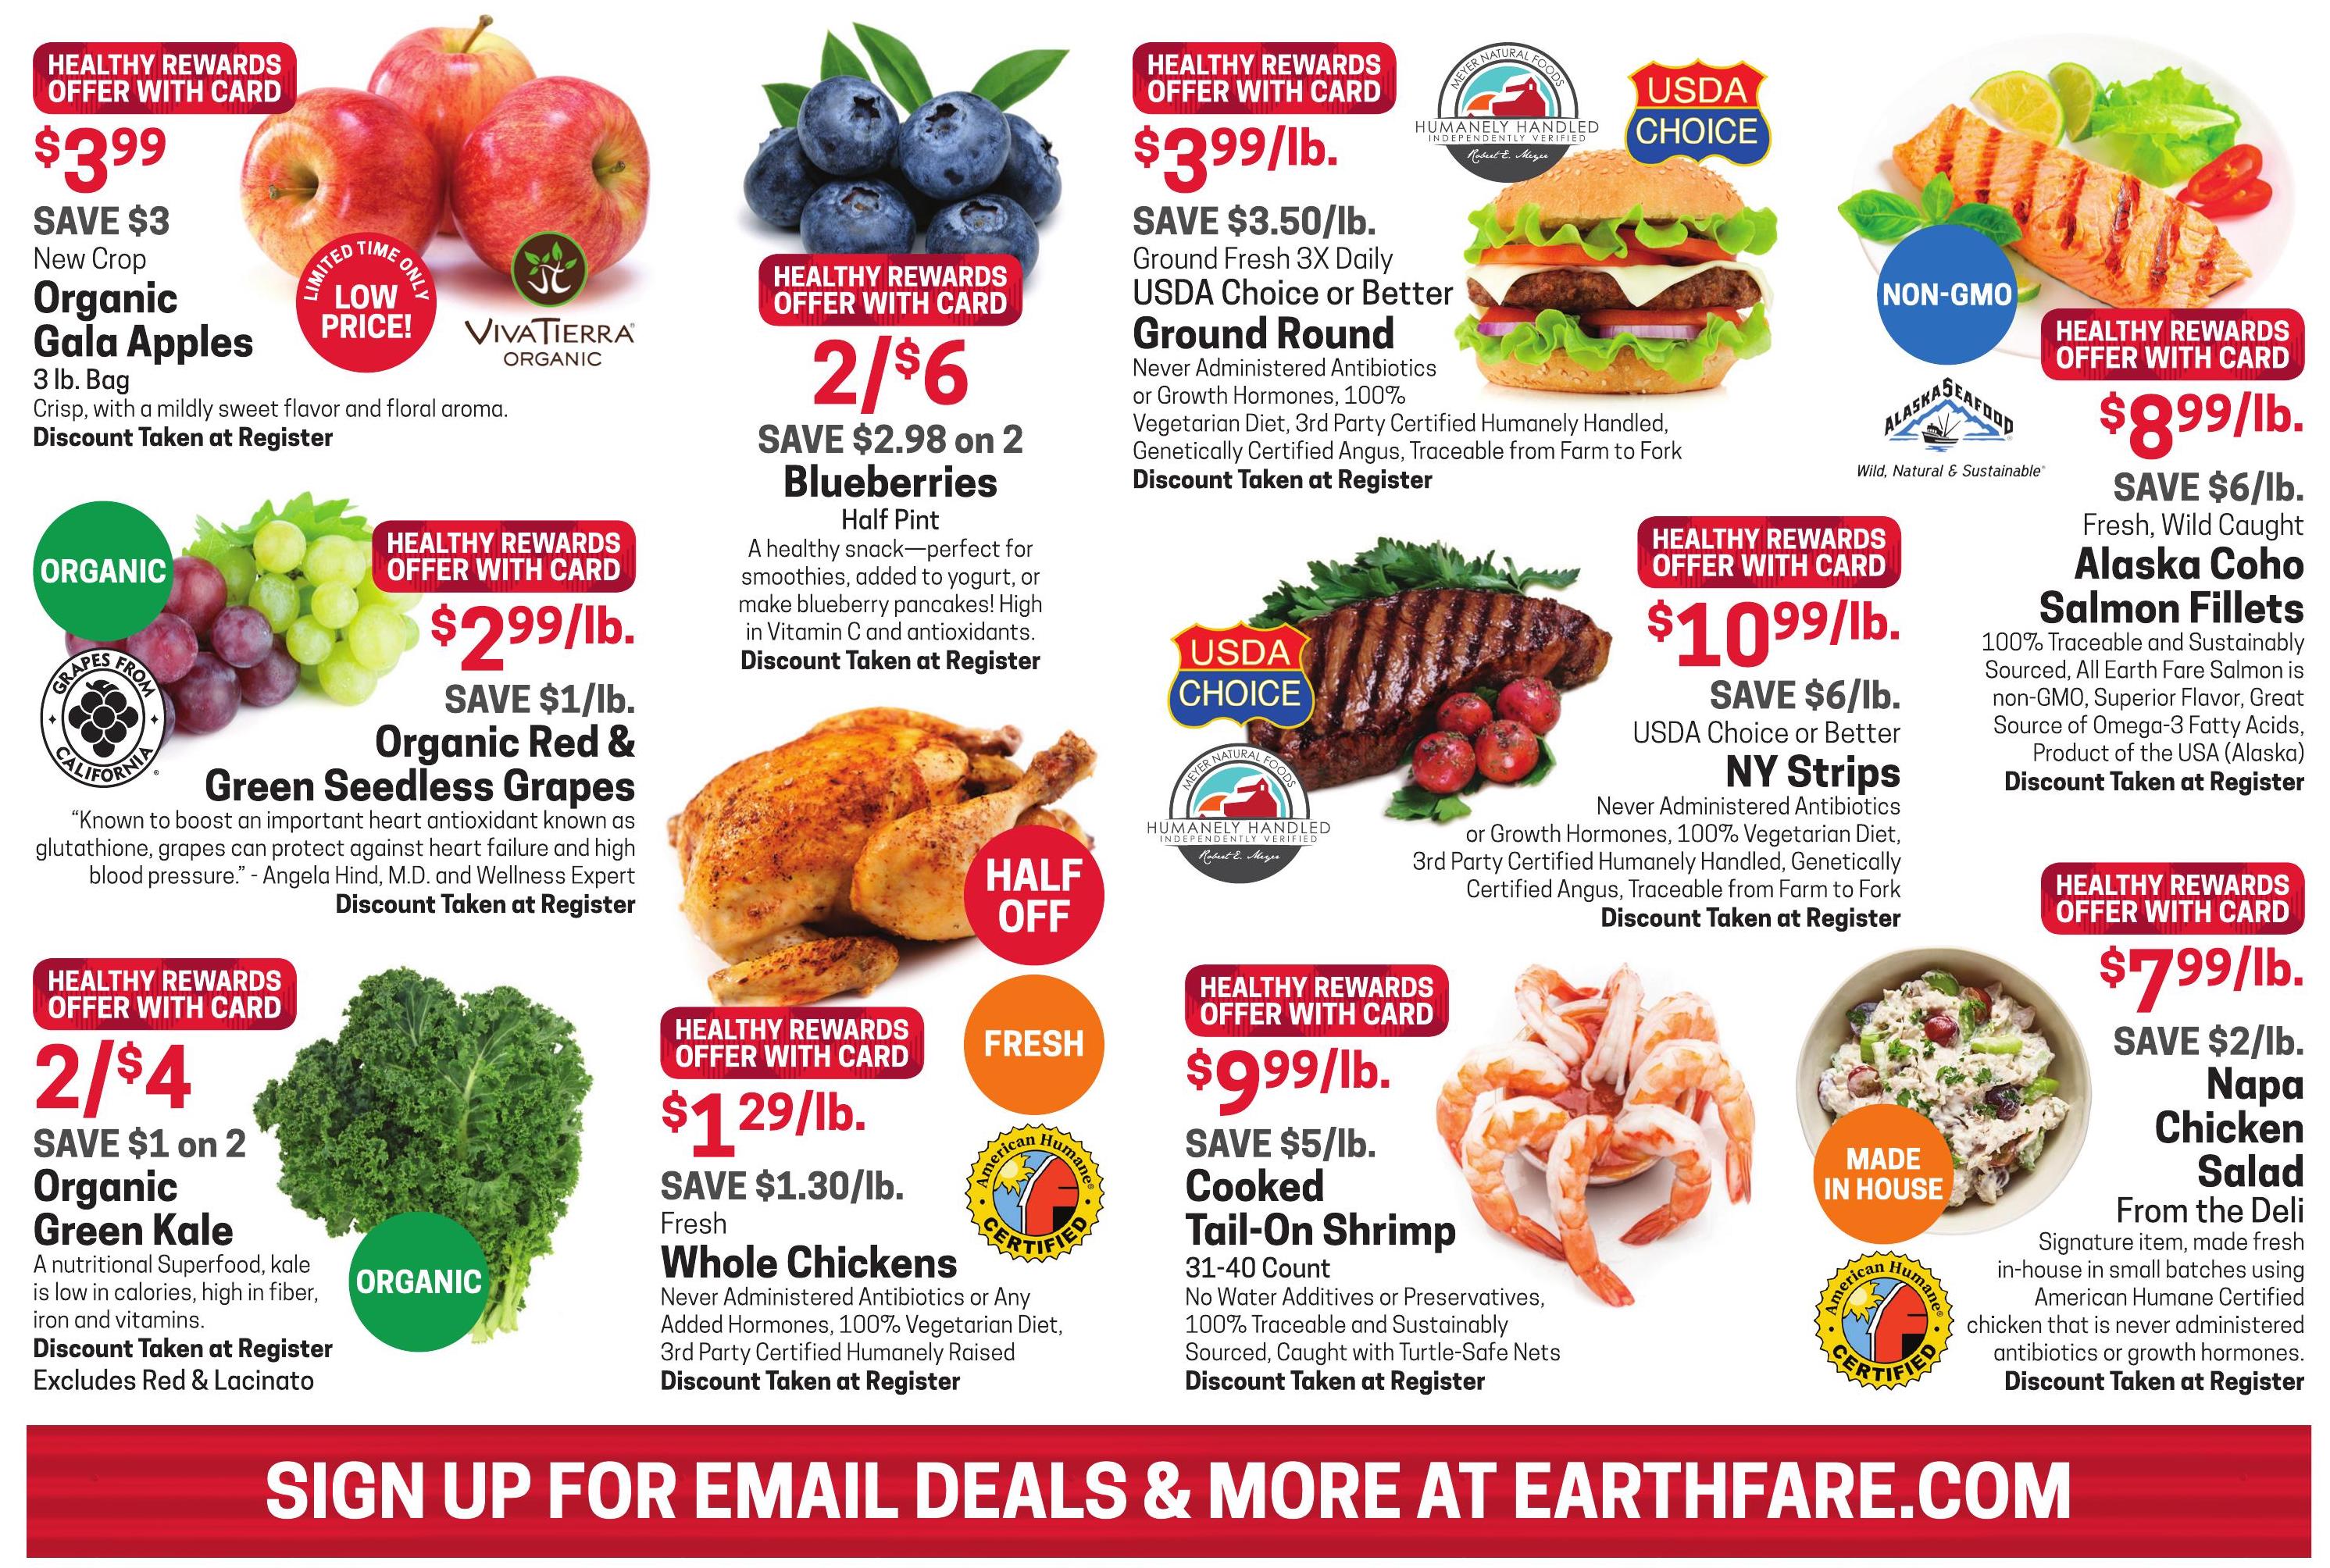 HEALTHY REWARDS
OFFER WITH CARD
$3.99
SAVE $3
New Crop
Organic
Gala Apples
3 lb. Bag
Crisp, with a mildly sweet flavor and floral aroma.
Discount Taken at Register
LIMITED TIME ONLY
LOW
PRICE!
VIVATIERRA
ORGANIC
ORGANIC
GRAPES FROM
CALIFORNIA
HEALTHY REWARDS
OFFER WITH CARD
$2.99/lb.
SAVE $1/lb.
Organic Red &
Green Seedless Grapes
“Known to boost an important heart antioxidant known as
glutathione, grapes can protect against heart failure and high
blood pressure.” - Angela Hind, M.D. and Wellness Expert
Discount Taken at Register
HEALTHY REWARDS
OFFER WITH CARD
2/$4
SAVE $1 on 2
Organic
Green Kale
A nutritional Superfood, kale
is low in calories, high in fiber,
iron and vitamins.
Discount Taken at Register
Excludes Red & Lacinato
ORGANIC
HEALTHY REWARDS
OFFER WITH CARD
2/$6
SAVE $2.98 on 2
Blueberries
Half Pint
A healthy snack—perfect for
smoothies, added to yogurt, or
make blueberry pancakes! High
in Vitamin C and antioxidants.
Discount Taken at Register
HALF
OFF
FRESH
HEALTHY REWARDS
OFFER WITH CARD
$1.29/lb.
SAVE $1.30/lb.
Fresh
Whole Chickens
Never Administered Antibiotics or Any
Added Hormones, 100% Vegetarian Diet,
3rd Party Certified Humanely Raised
Discount Taken at Register
American Humane®
CERTIFIED
HEALTHY REWARDS
OFFER WITH CARD
$3.99/lb.
SAVE $3.50/lb.
Ground Fresh 3X Daily
USDA Choice or Better
Ground Round
Never Administered Antibiotics
or Growth Hormones, 100%
Vegetarian Diet, 3rd Party Certified Humanely Handled,
Genetically Certified Angus, Traceable from Farm to Fork
Discount Taken at Register
MEYER NATURAL FOODS
HUMANELY HANDLED
INDEPENDENTLY VERIFIED
Robert E. Meyer
USDA
CHOICE
USDA
CHOICE
MEYER NATURAL FOODS
HUMANELY HANDLED
INDEPENDENTLY VERIFIED
Robert E. Meyer
HEALTHY REWARDS
OFFER WITH CARD
$10.99/lb.
SAVE $6/lb.
USDA Choice or Better
NY Strips
Never Administered Antibiotics
or Growth Hormones, 100% Vegetarian Diet,
3rd Party Certified Humanely Handled, Genetically
Certified Angus, Traceable from Farm to Fork
Discount Taken at Register
HEALTHY REWARDS
OFFER WITH CARD
$9.99/lb.
SAVE $5/lb.
Cooked
Tail-On Shrimp
31-40 Count
No Water Additives or Preservatives,
100% Traceable and Sustainably
Sourced, Caught with Turtle-Safe Nets
Discount Taken at Register
NON-GMO
ALASKA SEAFOOD
Wild, Natural & Sustainable®
HEALTHY REWARDS
OFFER WITH CARD
$8.99/lb.
SAVE $6/lb.
Fresh, Wild Caught
Alaska Coho
Salmon Fillets
100% Traceable and Sustainably
Sourced, All Earth Fare Salmon is
non-GMO, Superior Flavor, Great
Source of Omega-3 Fatty Acids,
Product of the USA (Alaska)
Discount Taken at Register
HEALTHY REWARDS
OFFER WITH CARD
$7.99/lb.
SAVE $2/lb.
Napa
Chicken
Salad
From the Deli
Signature item, made fresh
in-house in small batches using
American Humane Certified
chicken that is never administered
antibiotics or growth hormones.
Discount Taken at Register
MADE
IN HOUSE
American Humane®
CERTIFIED
SIGN UP FOR EMAIL DEALS & MORE AT EARTHFARE.COM